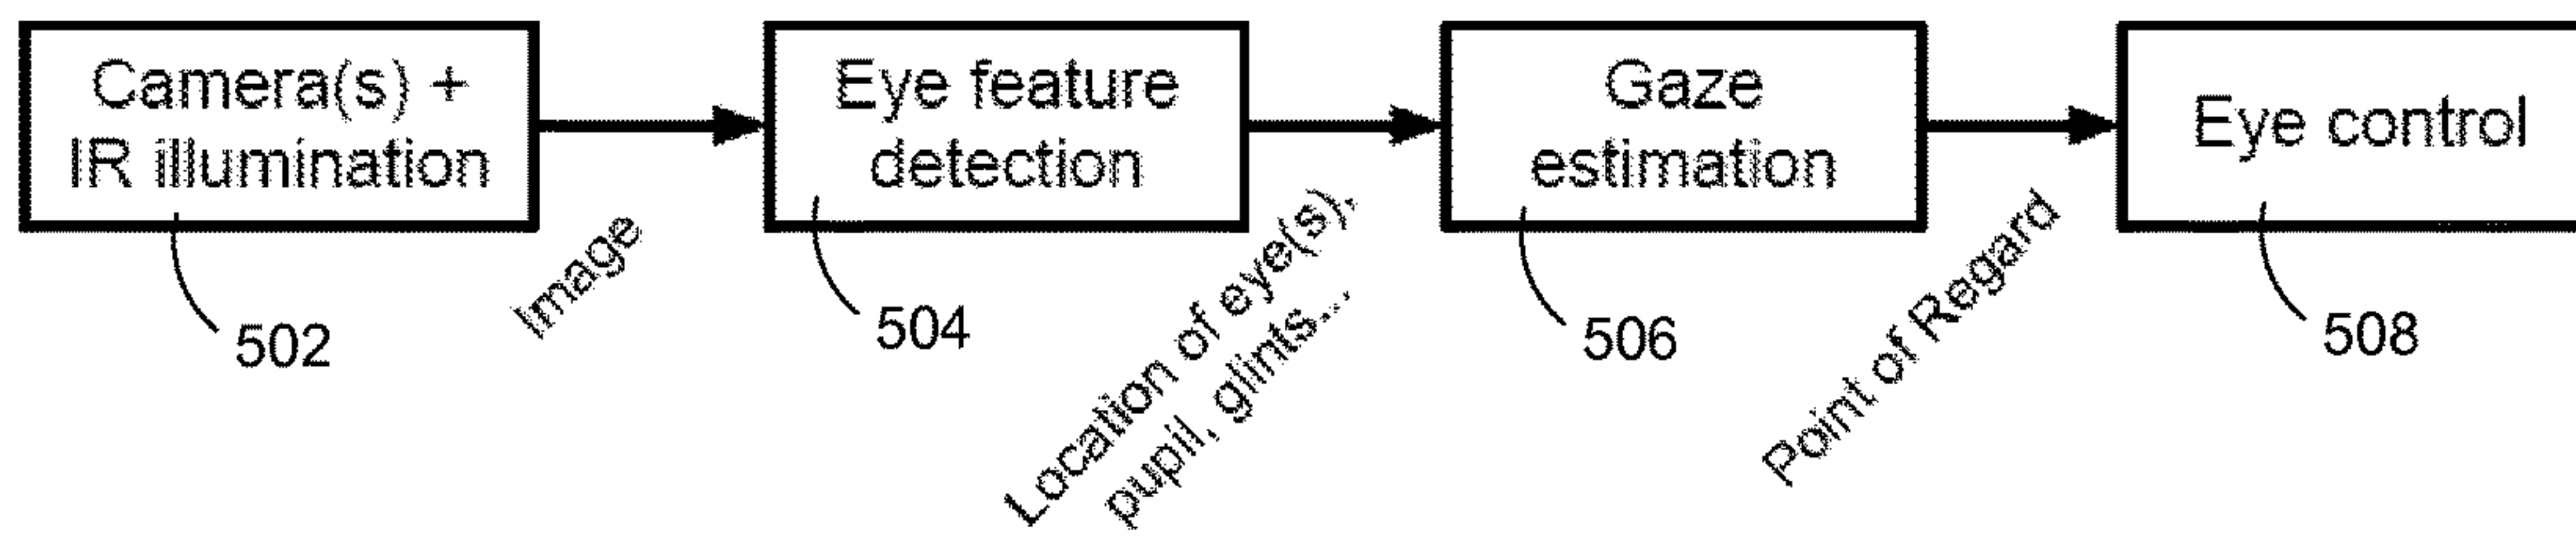 Camera(s) +
IR illumination
502
Image
Eye feature
detection
504
Location of eye(s),
pupil, glints...
Gaze
estimation
506
Point of Regard
Eye control
508